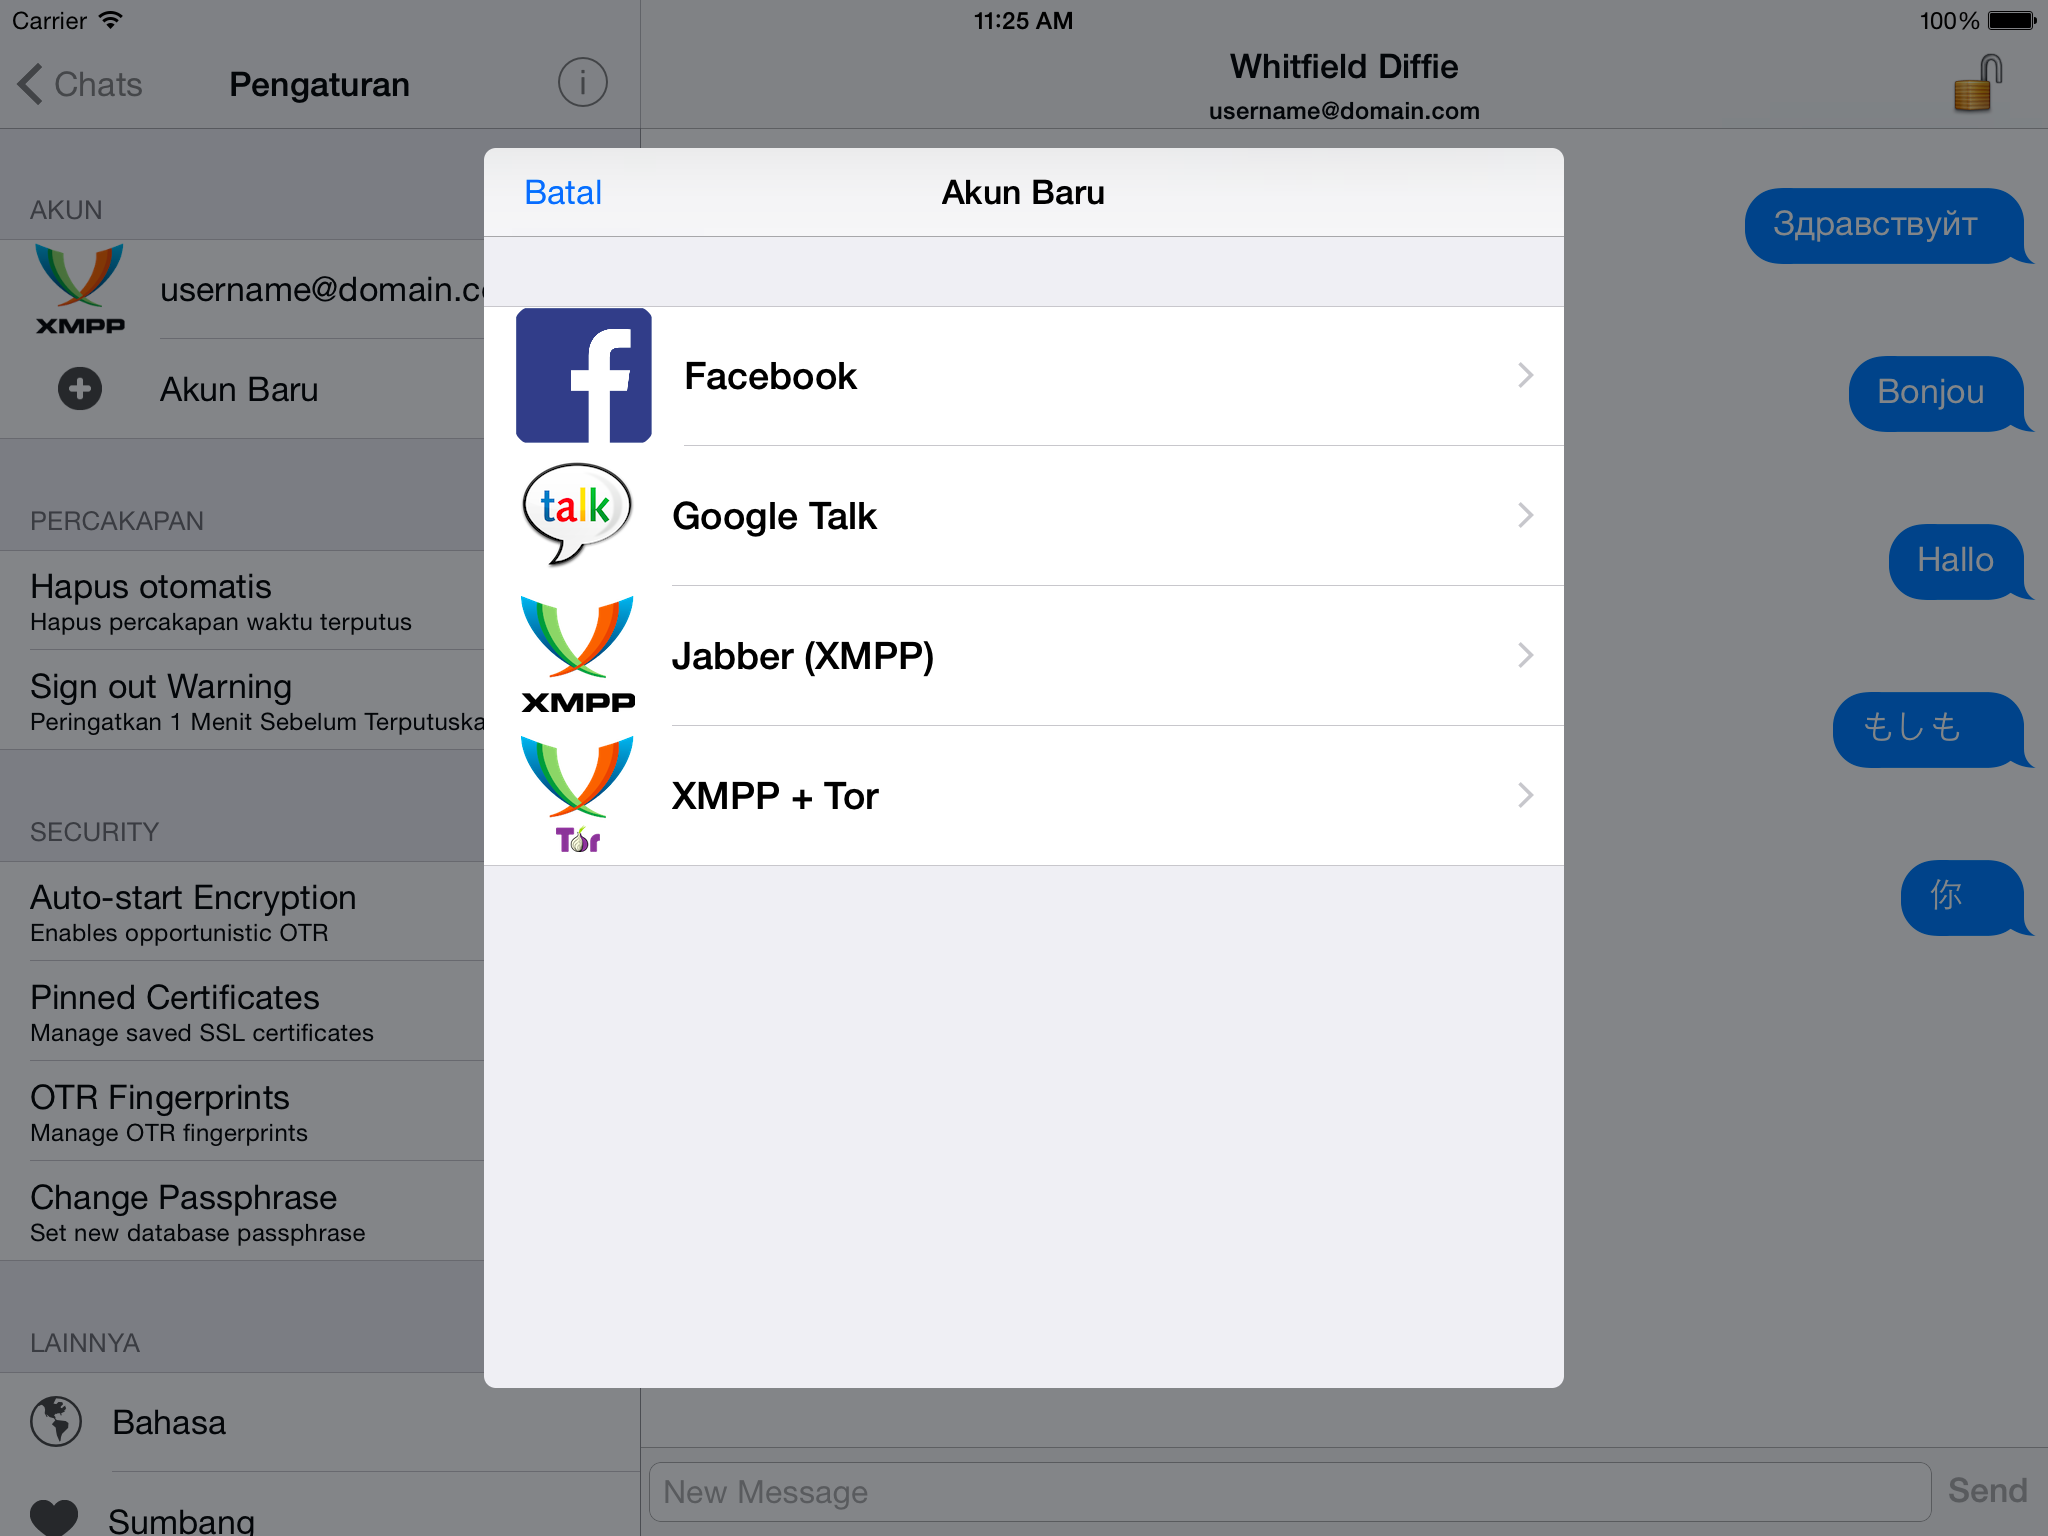 Carrier
11:25 AM
100%
Chats
Pengaturan
i
Whitfield Diffie
username@domain.com
AKUN
XMPP
username@domain.c
Akun Baru
PERCAKAPAN
Hapus otomatis
Hapus percakapan waktu terputus
Sign out Warning
Peringatkan 1 Menit Sebelum Terputuska
SECURITY
Auto-start Encryption
Enables opportunistic OTR
Pinned Certificates
Manage saved SSL certificates
OTR Fingerprints
Manage OTR fingerprints
Change Passphrase
Set new database passphrase
LAINNYA
Bahasa
Sumbang
Batal
Akun Baru
f
Facebook
talk
Google Talk
XMPP
Jabber (XMPP)
Tor
XMPP + Tor
Здравствуйт
Bonjou
Hallo
もしも
你
New Message
Send